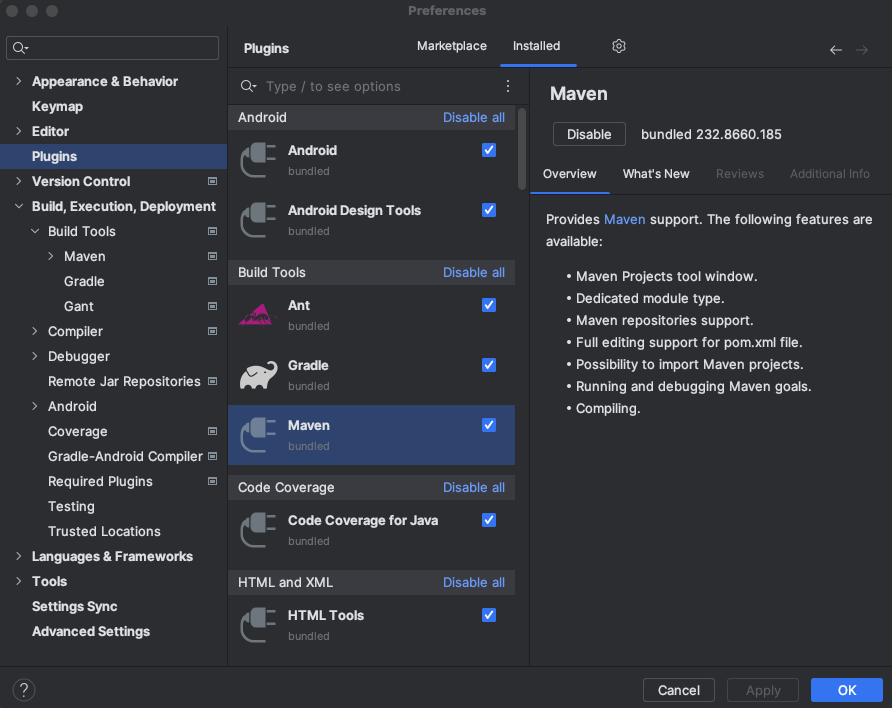 Preferences
Plugins
Marketplace
Installed
Appearance & Behavior
Keymap
Editor
Plugins
Version Control
Build, Execution, Deployment
Build Tools
Maven
Gradle
Gant
Compiler
Debugger
Remote Jar Repositories
Android
Coverage
Gradle-Android Compiler
Required Plugins
Testing
Trusted Locations
Languages & Frameworks
Tools
Settings Sync
Advanced Settings
Type / to see options
Android Disable all
Android
bundled
Android Design Tools
bundled
Build Tools Disable all
Ant
bundled
Gradle
bundled
Maven
bundled
Code Coverage Disable all
Code Coverage for Java
bundled
HTML and XML Disable all
HTML Tools
bundled
Maven
Disable bundled 232.8660.185
Overview What's New Reviews Additional Info
Provides Maven support. The following features are
available:
• Maven Projects tool window.
• Dedicated module type.
• Maven repositories support.
• Full editing support for pom.xml file.
• Possibility to import Maven projects.
• Running and debugging Maven goals.
• Compiling.
?
Cancel
Apply
OK